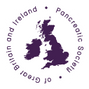 Pancreatic Society
of Great Britain and Ireland